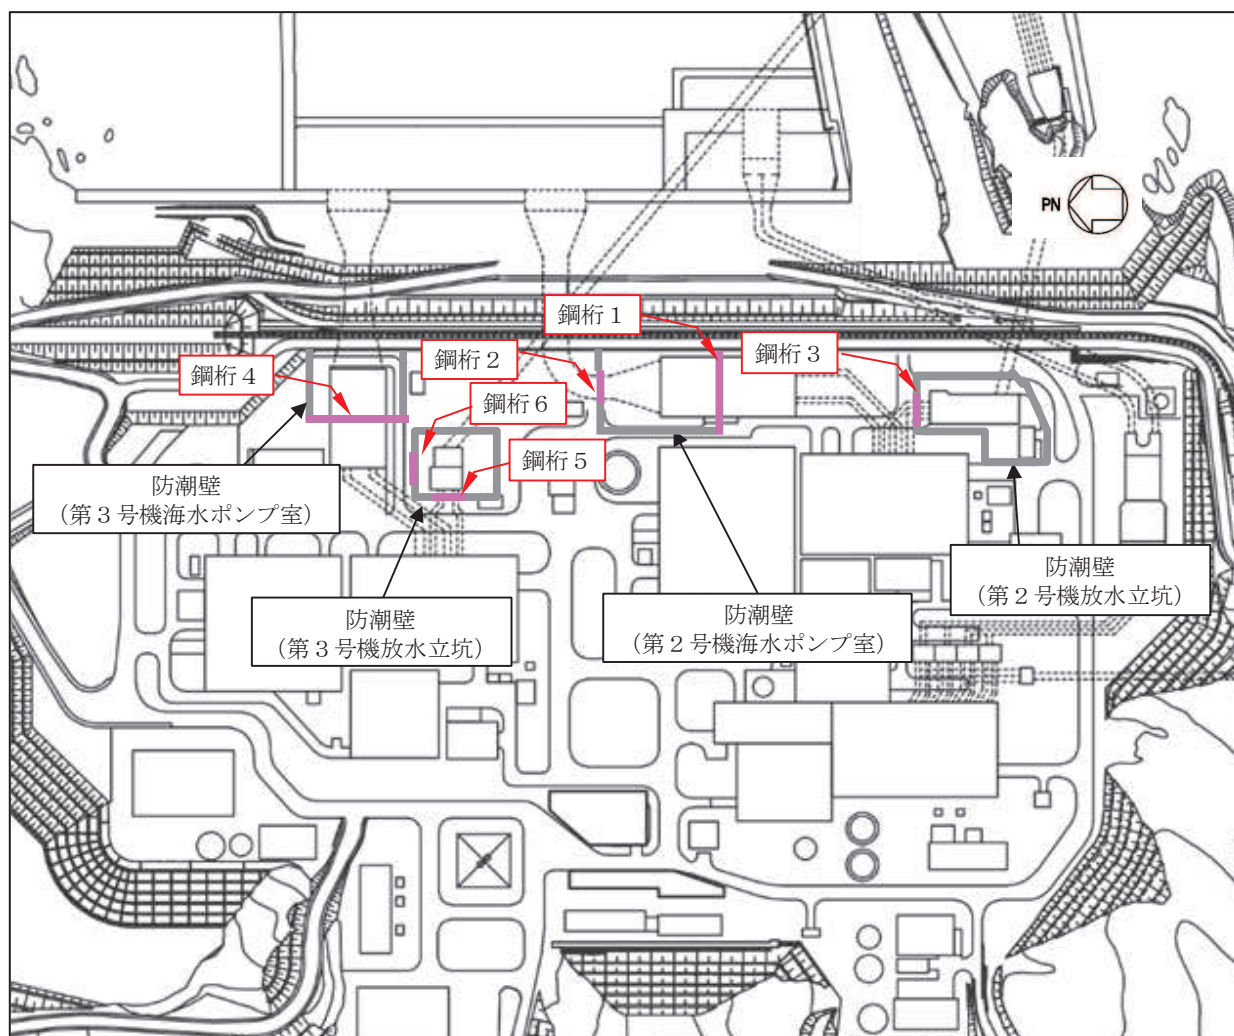 PN
鋼桁１
鋼桁２
鋼桁３
鋼桁４
鋼桁６
鋼桁５
防潮壁
（第３号機海水ポンプ室）
防潮壁
（第２号機放水立坑）
防潮壁
（第３号機放水立坑）
防潮壁
（第２号機海水ポンプ室）